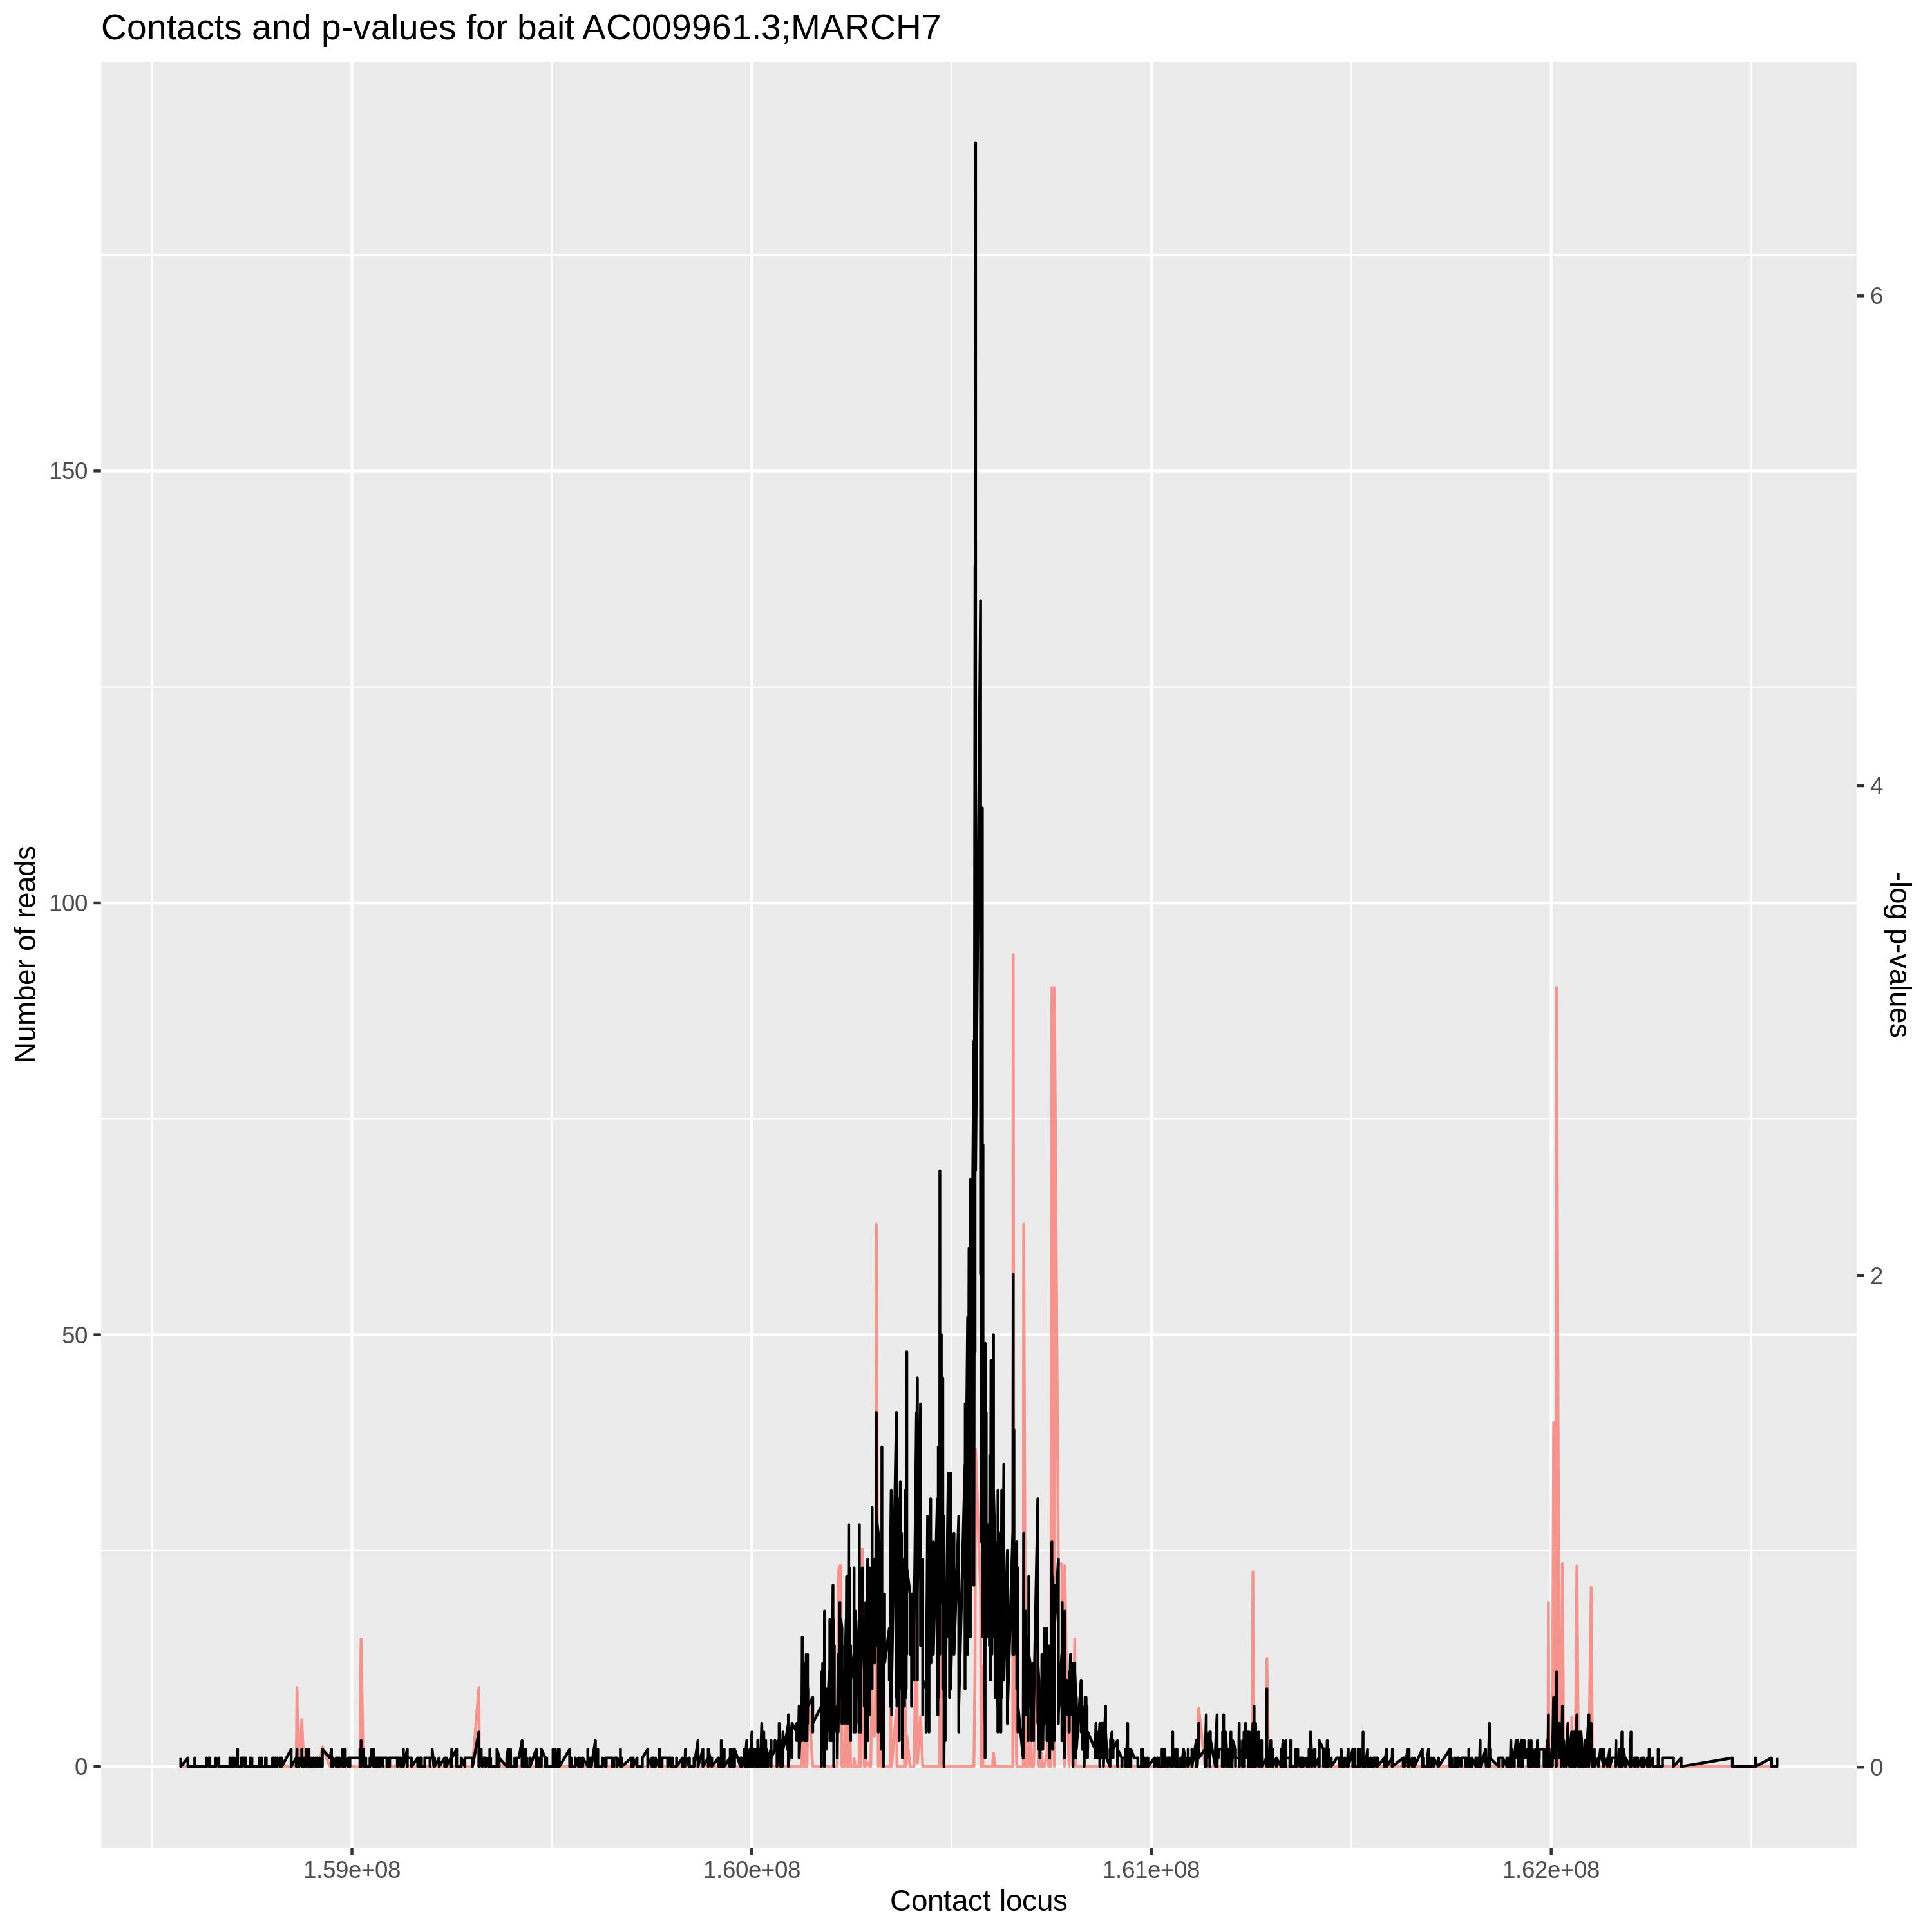 Contacts and p-values for bait AC009961.3;MARCH7
Number of reads
150
100
50
0
6
4
2
0
-log p-values
1.59e+08
1.60e+08
1.61e+08
1.62e+08
Contact locus